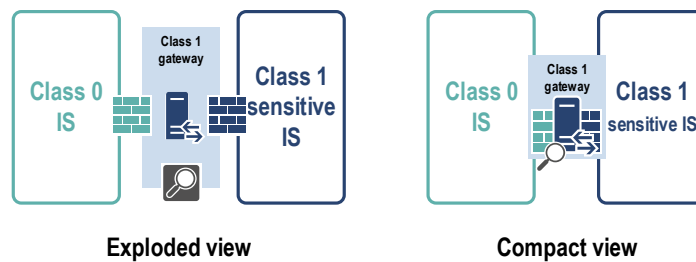 Class 0
IS
Class 1
gateway
Class 1
sensitive
IS
Exploded view
Class 0
IS
Class 1
gateway
Class 1
sensitive IS
Compact view